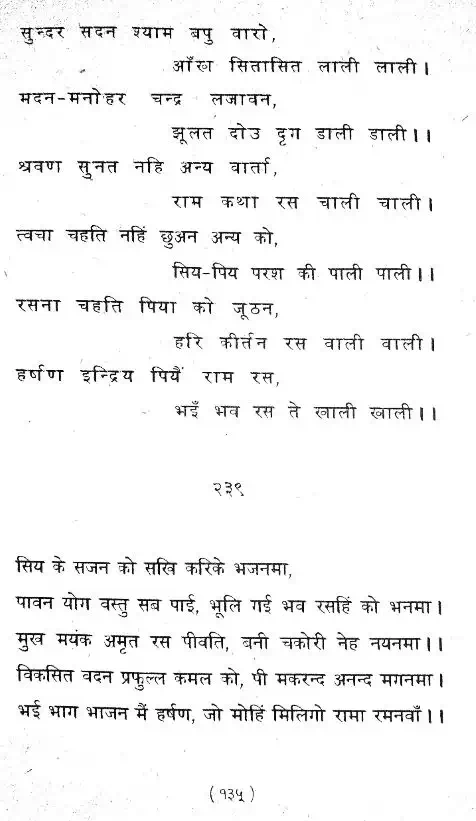 सुन्दर सदन श्याम बपु वारो,
आँख सितासित लाली लाली।
मदन-मनोहर चन्द्र लजावन,
झूलत दोउ दृग डाली डाली।।
श्रवण सुनत नहि अन्य वार्ता,
राम कथा रस चाली चाली।
त्वचा चहति नहिं छुअन अन्य को,
सिय-पिय परश की पाली पाली।।
रसना चहति पिया को जूठन,
हरि कीर्तन रस वाली वाली।
हर्षण इन्द्रिय पियैं राम रस,
भइँ भव रस ते खाली खाली।।
२३९
सिय के सजन को सखि करिके भजनमा,
पावन योग वस्तु सब पाई, भूलि गई भव रसहिं को भनमा।
मुख मयंक अमृत रस पीवति, बनी चकोरी नेह नयनमा।।
विकसित वदन प्रफुल्ल कमल को, पी मकरन्द अनन्द मगनमा।
भई भाग भाजन मैं हर्षण, जो मोहिं मिलिगो रामा रमनवाँ।।
(१३५)